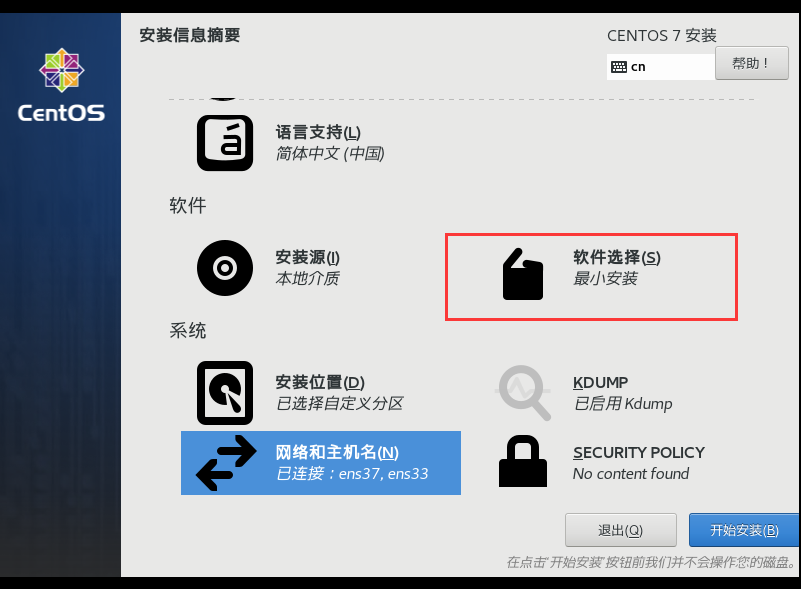 安装信息摘要
CENTOS 7 安装
cn
帮助！
CentOS
语言支持(L)
简体中文 (中国)
软件
安装源(I)
本地介质
软件选择(S)
最小安装
系统
安装位置(D)
已选择自定义分区
KDUMP
已启用 Kdump
网络和主机名(N)
已连接：ens37, ens33
SECURITY POLICY
No content found
退出(Q)
开始安装(B)
在点击'开始安装'按钮前我们并不会操作您的磁盘。